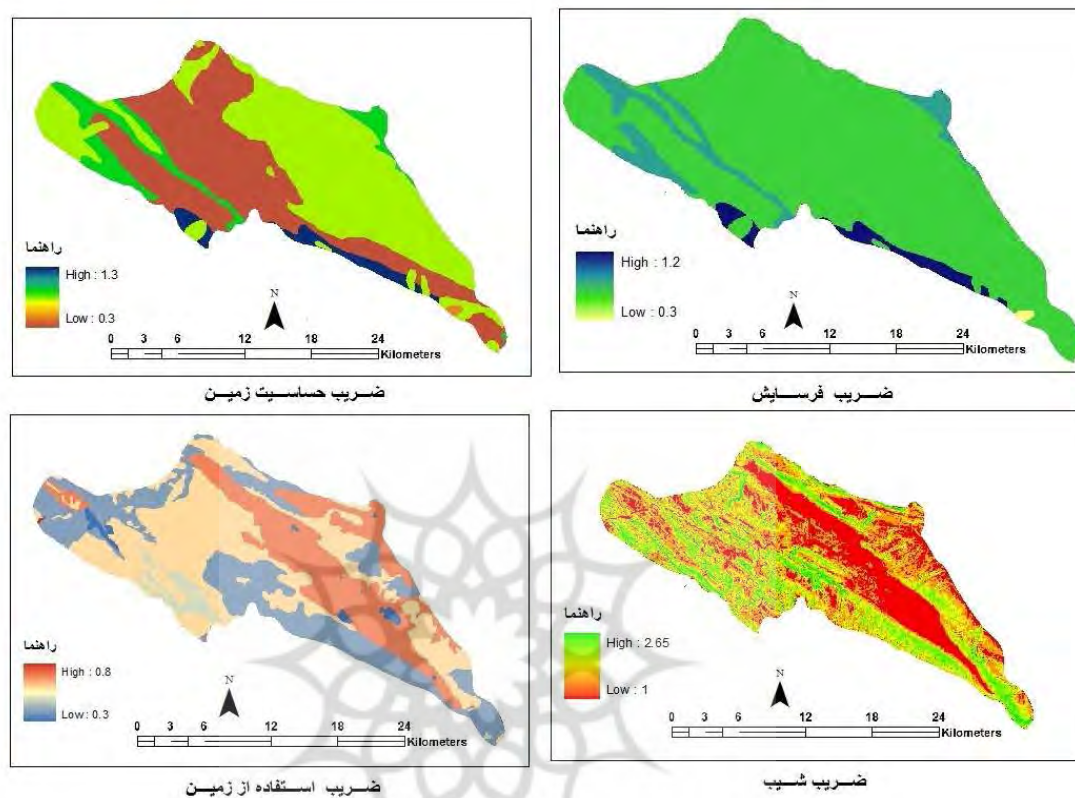 راهنما
High : 1.3
Low : 0.3
N
0 3 6 12 18 24
Kilometers
ضریب حساسیت زمین
راهنما
High : 1.2
Low : 0.3
N
0 3 6 12 18 24
Kilometers
ضریب فرسایش
راهنما
High : 0.8
Low : 0.3
N
0 3 6 12 18 24
Kilometers
ضریب استفاده از زمین
راهنما
High : 2.65
Low : 1
N
0 3 6 12 18 24
Kilometers
ضریب شیب